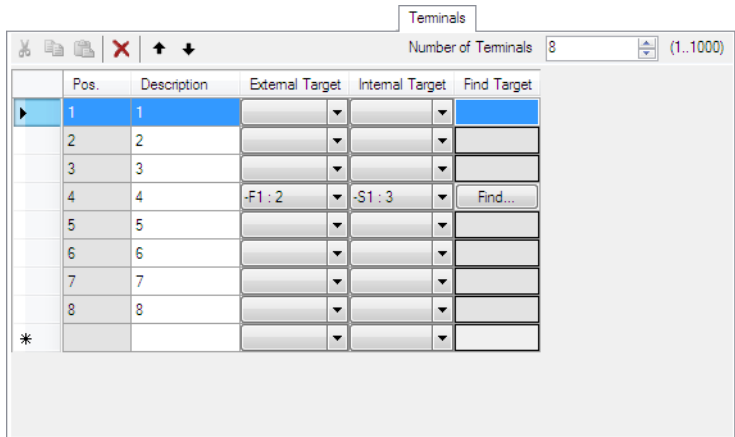 Terminals
Number of Terminals 8 (1..1000)
Pos. Description External Target Internal Target Find Target
1 1
2 2
3 3
4 4 -F1 : 2 -S1 : 3 Find...
5 5
6 6
7 7
8 8